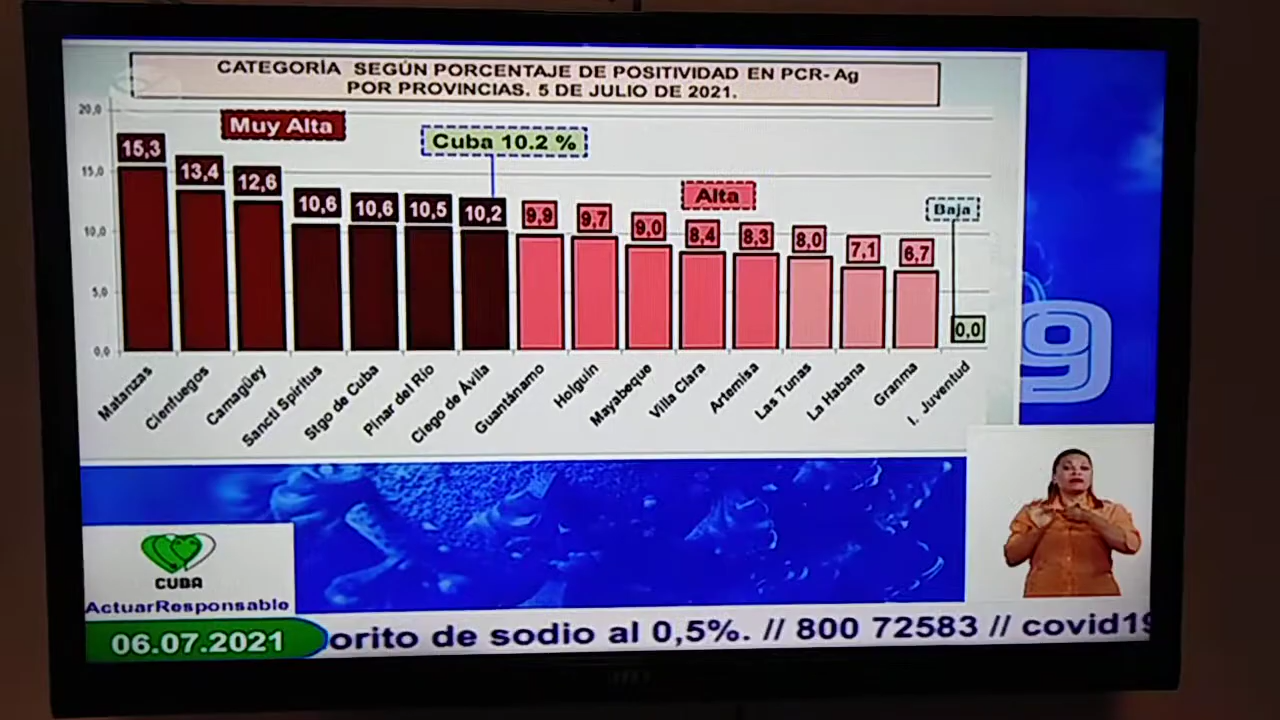 CATEGORÍA SEGÚN PORCENTAJE DE POSITIVIDAD EN PCR- Ag
POR PROVINCIAS. 5 DE JULIO DE 2021.
20,0
15,0
10,0
5,0
0,0
Muy Alta
Cuba 10.2 %
Alta
Baja
15,3
13,4
12,6
10,6
10,6
10,5
10,2
9,9
9,7
9,0
8,4
8,3
8,0
7,1
6,7
0,0
Matanzas
Cienfuegos
Camagüey
Sancti Spíritus
Stgo de Cuba
Pinar del Río
Ciego de Ávila
Guantánamo
Holguín
Mayabeque
Villa Clara
Artemisa
Las Tunas
La Habana
Granma
I. Juventud
9
CUBA
ActuarResponsable
06.07.2021
orito de sodio al 0,5%. // 800 72583 // covid19